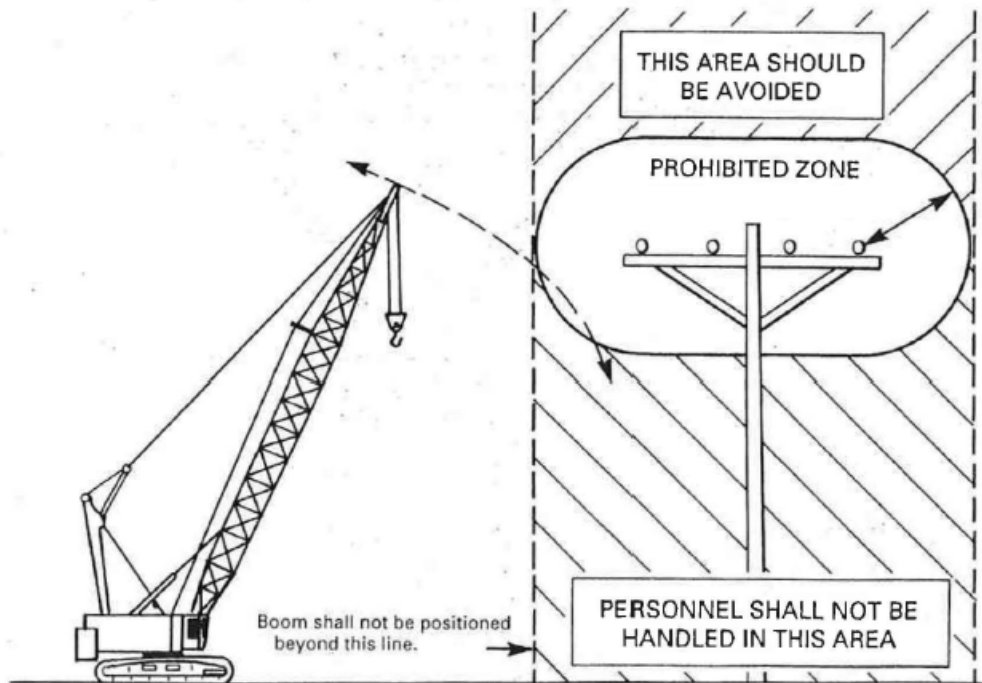 THIS AREA SHOULD
BE AVOIDED
PROHIBITED ZONE
Boom shall not be positioned
beyond this line.
PERSONNEL SHALL NOT BE
HANDLED IN THIS AREA